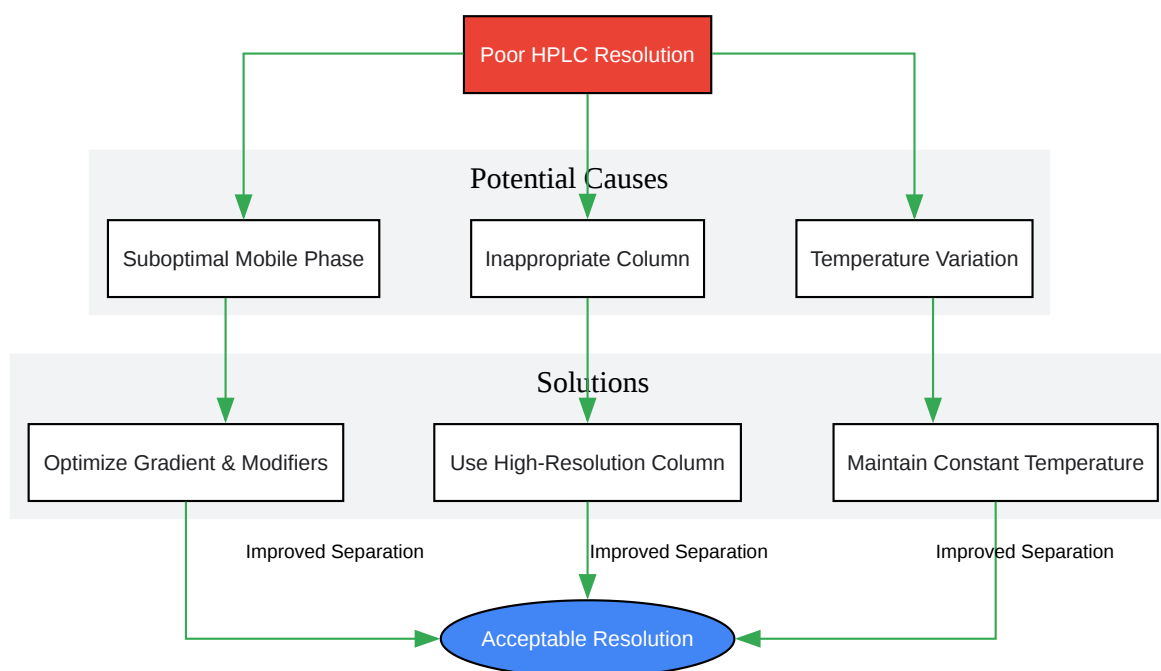 Poor HPLC Resolution
Potential Causes
Suboptimal Mobile Phase
Inappropriate Column
Temperature Variation
Solutions
Optimize Gradient & Modifiers
Use High-Resolution Column
Maintain Constant Temperature
Improved Separation
Improved Separation
Improved Separation
Acceptable Resolution